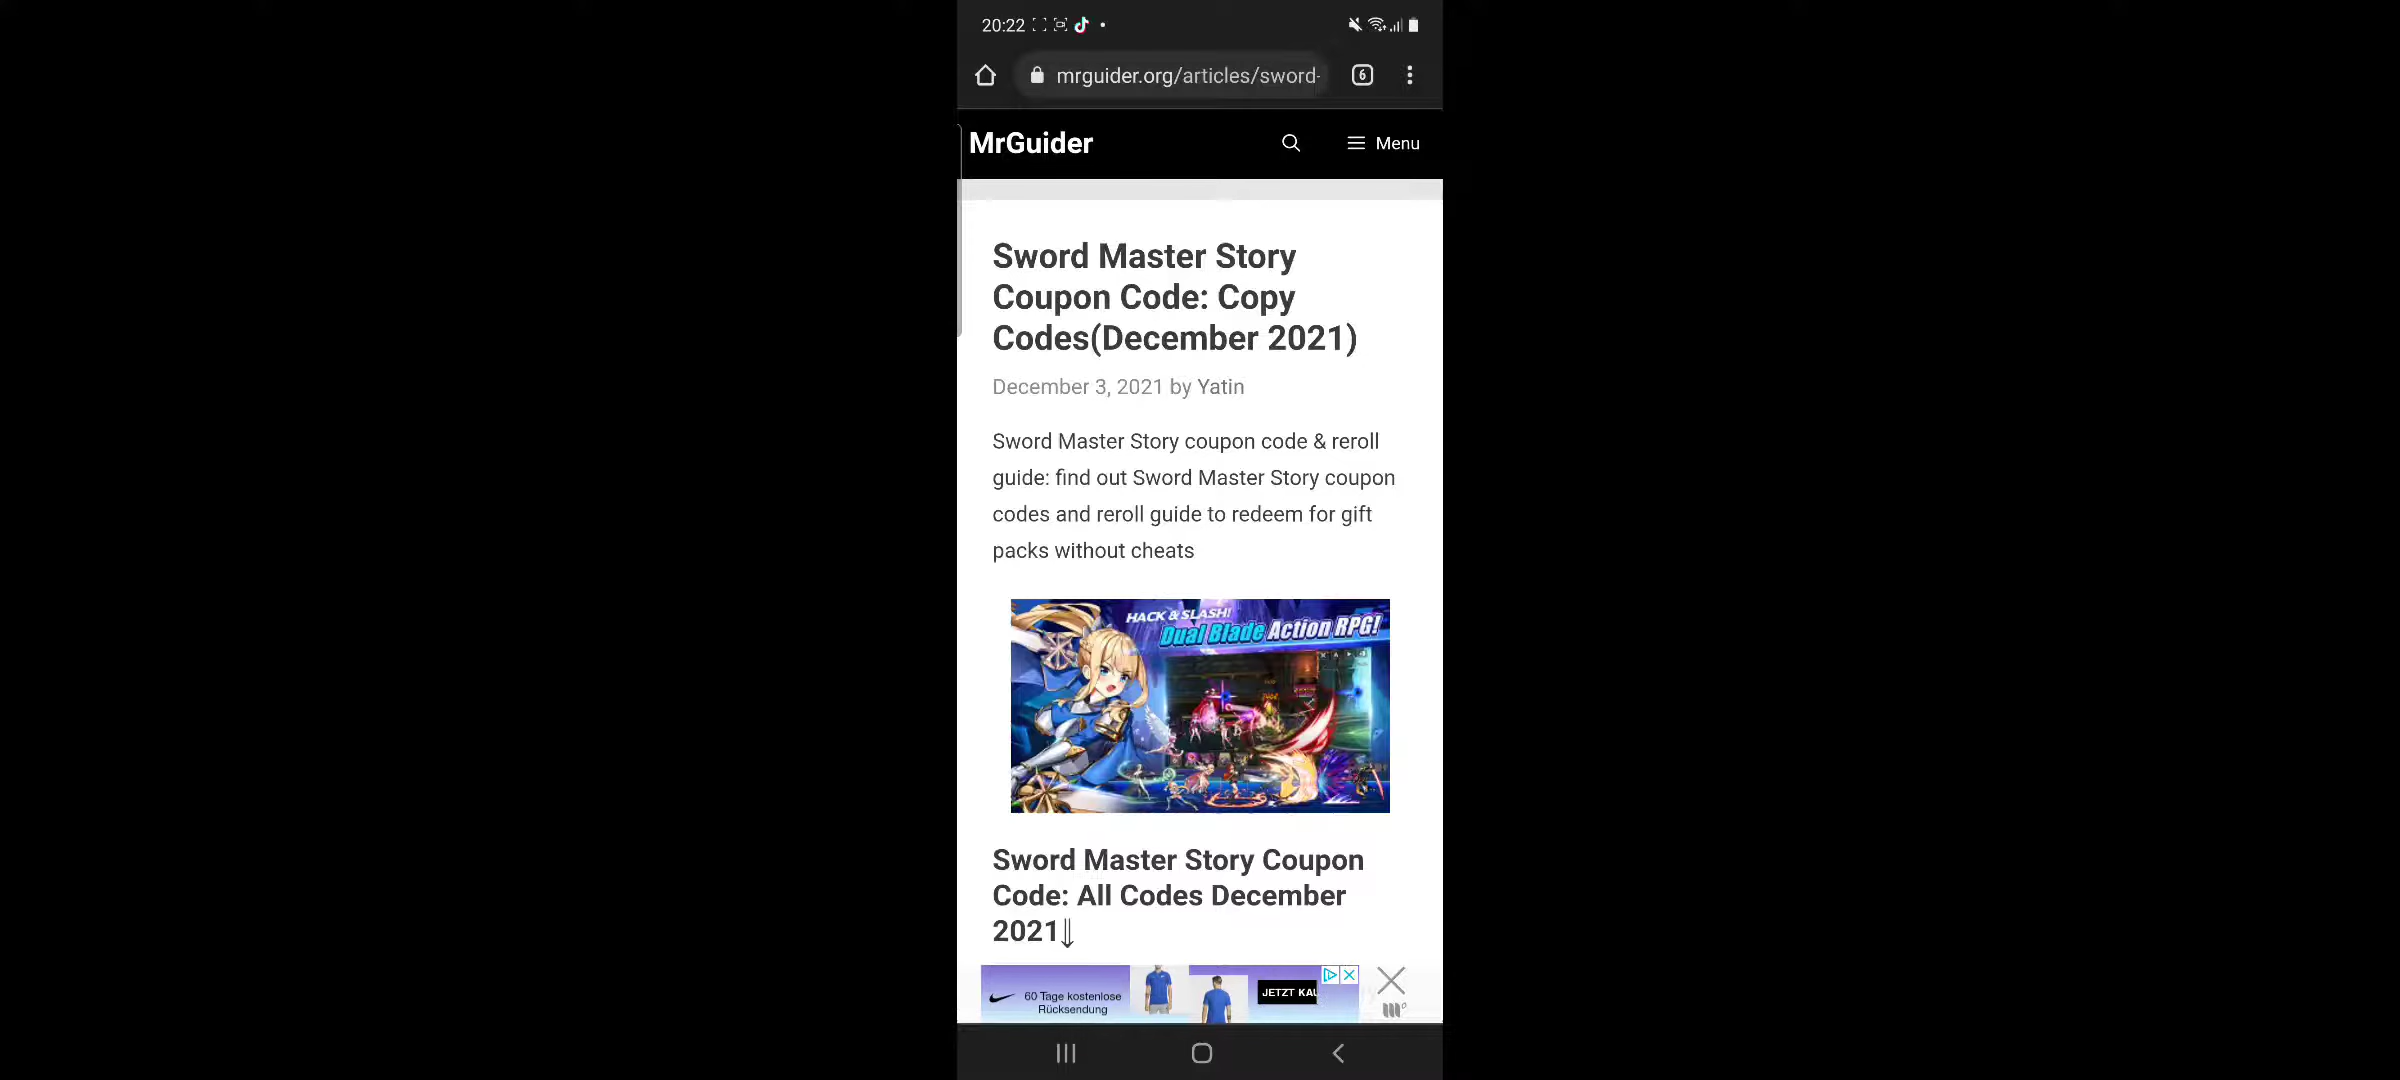 20:22
mrguider.org/articles/sword-
6
MrGuider
Menu
Sword Master Story
Coupon Code: Copy
Codes(December 2021)
December 3, 2021 by Yatin
Sword Master Story coupon code & reroll
guide: find out Sword Master Story coupon
codes and reroll guide to redeem for gift
packs without cheats
HACK & SLASH!
Dual Blade Action RPG!
Sword Master Story Coupon
Code: All Codes December
2021⇓
60 Tage kostenlose
Rücksendung
JETZT KAU